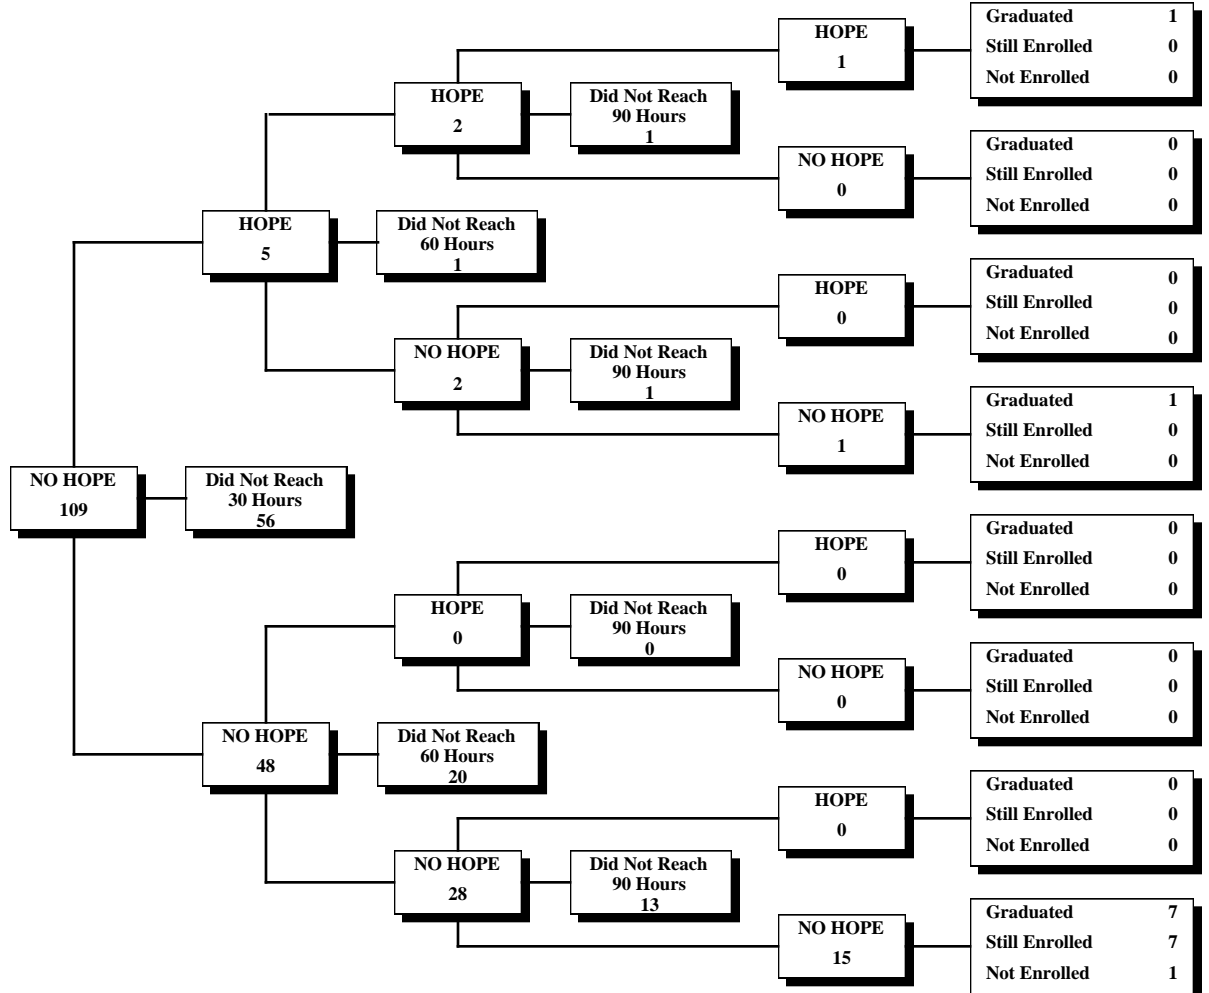 HOPE
1
Graduated 1
Still Enrolled 0
Not Enrolled 0
HOPE
2
Did Not Reach
90 Hours
1
NO HOPE
0
Graduated 0
Still Enrolled 0
Not Enrolled 0
HOPE
5
Did Not Reach
60 Hours
1
HOPE
0
Graduated 0
Still Enrolled 0
Not Enrolled 0
NO HOPE
2
Did Not Reach
90 Hours
1
NO HOPE
1
Graduated 1
Still Enrolled 0
Not Enrolled 0
NO HOPE
109
Did Not Reach
30 Hours
56
HOPE
0
Graduated 0
Still Enrolled 0
Not Enrolled 0
HOPE
0
Did Not Reach
90 Hours
0
NO HOPE
0
Graduated 0
Still Enrolled 0
Not Enrolled 0
NO HOPE
48
Did Not Reach
60 Hours
20
HOPE
0
Graduated 0
Still Enrolled 0
Not Enrolled 0
NO HOPE
28
Did Not Reach
90 Hours
13
NO HOPE
15
Graduated 7
Still Enrolled 7
Not Enrolled 1